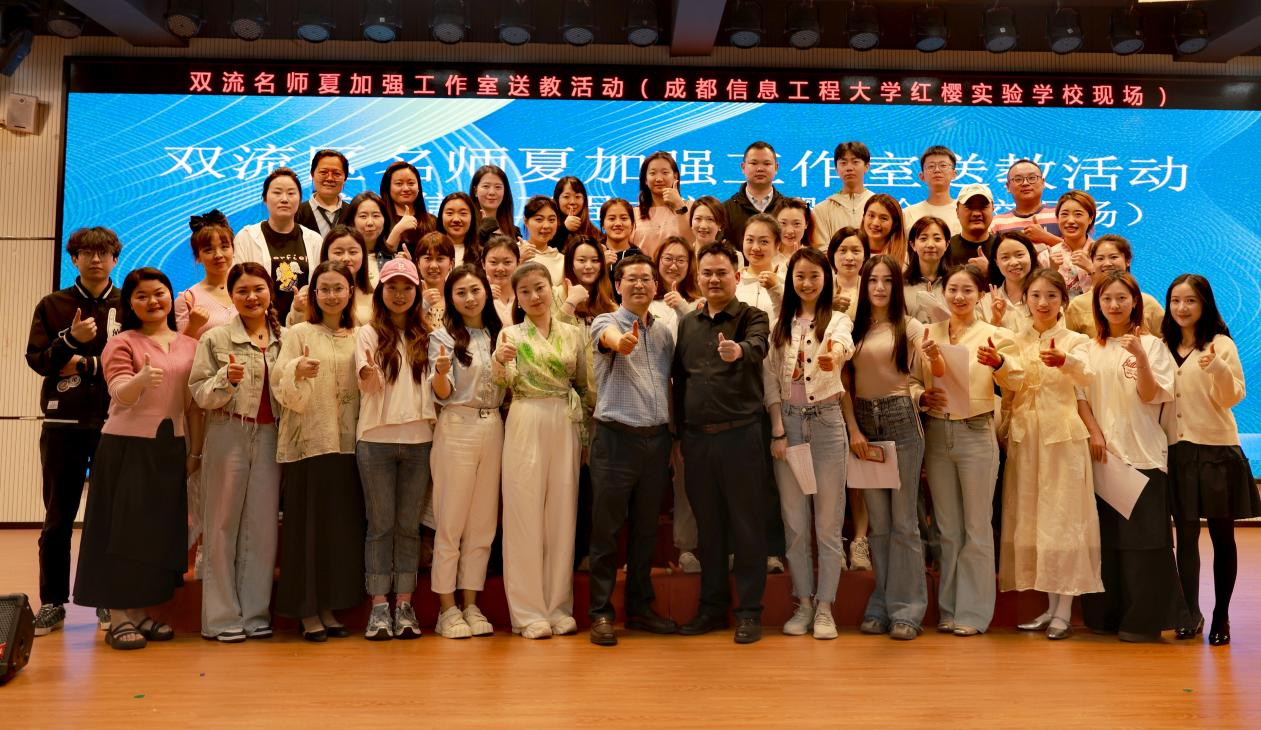 双流名师夏加强工作室送教活动（成都信息工程大学红樱实验学校现场）
双流区名师夏加强工作室送教活动
场）